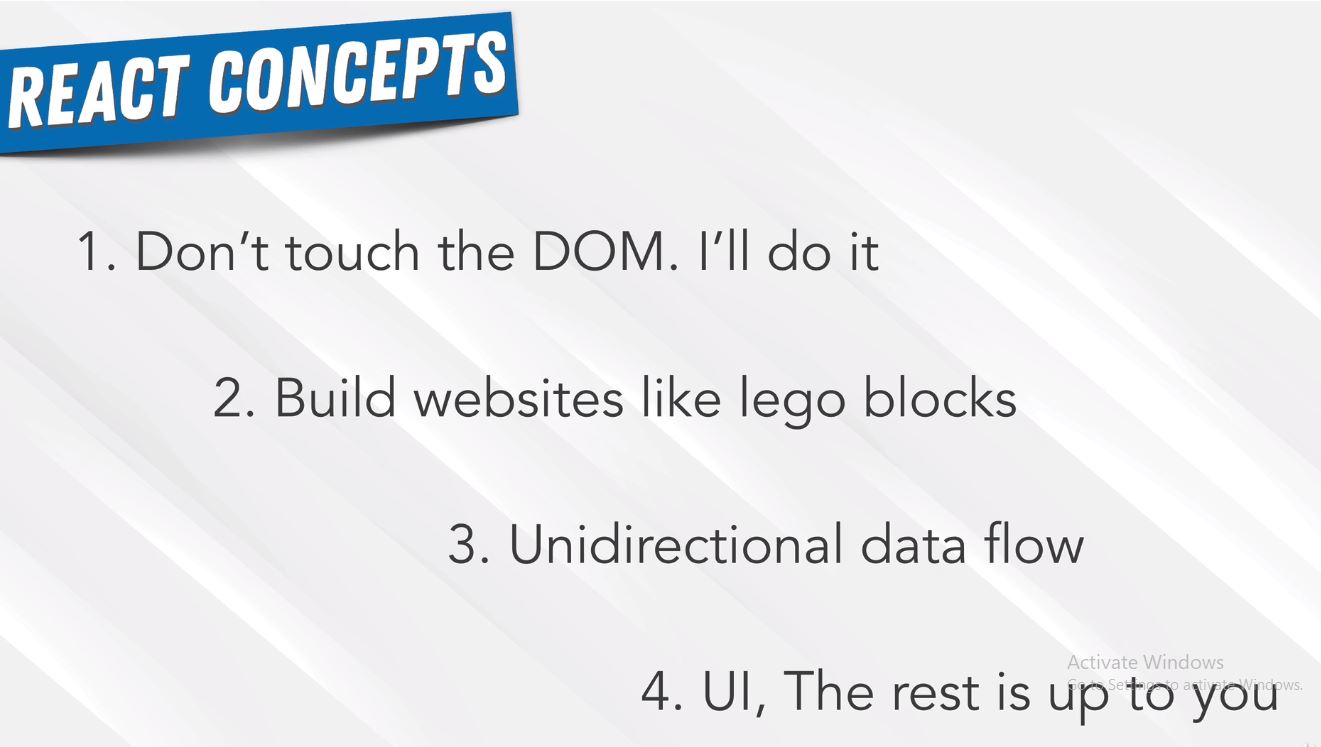 REACT CONCEPTS
1. Don’t touch the DOM. I’ll do it
2. Build websites like lego blocks
3. Unidirectional data flow
Activate Windows
Go to Settings to activate Windows.
4. UI, The rest is up to you